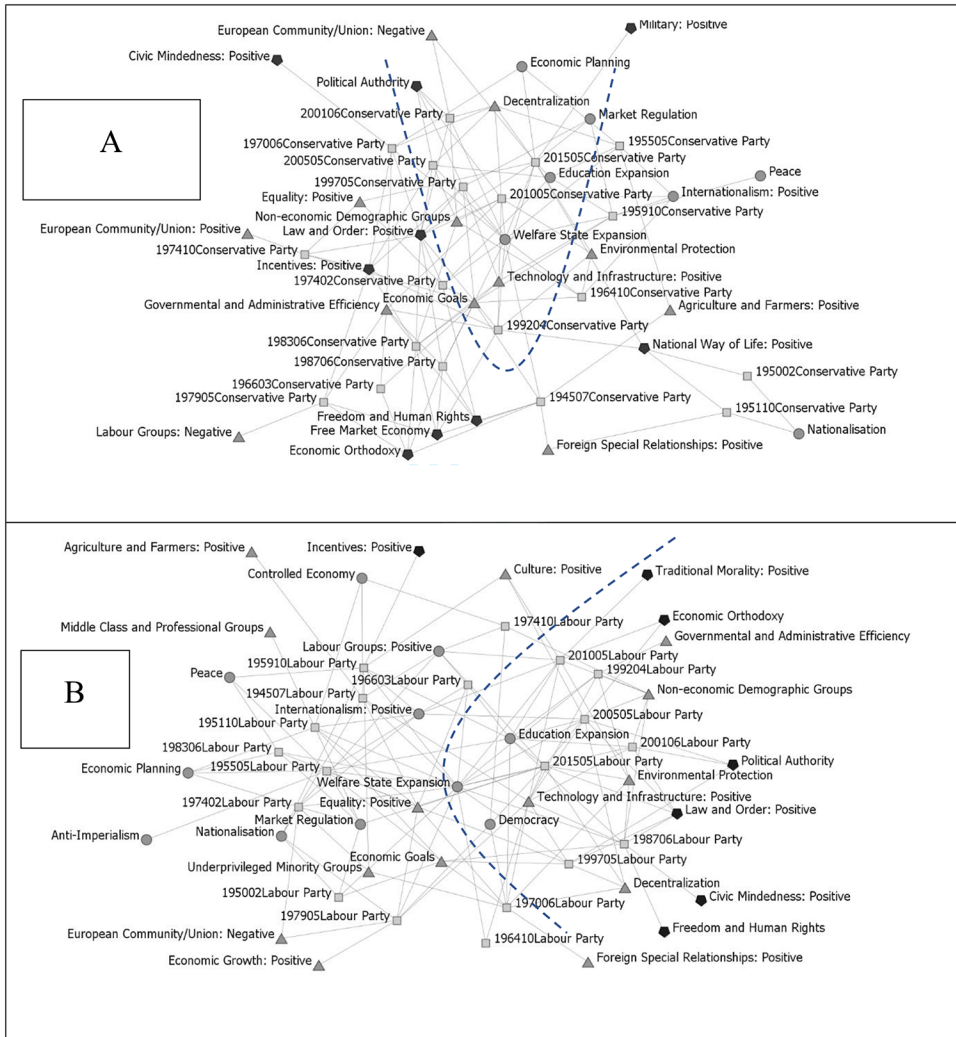 European Community/Union: Negative
Military: Positive
Civic Mindedness: Positive
Economic Planning
Political Authority
A
Decentralization
200106Conservative Party
Market Regulation
197006Conservative Party
195505Conservative Party
200505Conservative Party
201505Conservative Party
Education Expansion
Peace
199705Conservative Party
Equality: Positive
201005Conservative Party
Internationalism: Positive
Non-economic Demographic Groups
195910Conservative Party
European Community/Union: Positive
Law and Order: Positive
Welfare State Expansion
197410Conservative Party
Environmental Protection
Incentives: Positive
197402Conservative Party
Technology and Infrastructure: Positive
Economic Goals
196410Conservative Party
Governmental and Administrative Efficiency
Agriculture and Farmers: Positive
199204Conservative Party
198306Conservative Party
National Way of Life: Positive
198706Conservative Party
195002Conservative Party
196603Conservative Party
197905Conservative Party
194507Conservative Party
195110Conservative Party
Freedom and Human Rights
Labour Groups: Negative
Free Market Economy
Nationalisation
Economic Orthodoxy
Foreign Special Relationships: Positive
Agriculture and Farmers: Positive
Incentives: Positive
Controlled Economy
Culture: Positive
Traditional Morality: Positive
Middle Class and Professional Groups
197410Labour Party
Economic Orthodoxy
Governmental and Administrative Efficiency
Labour Groups: Positive
201005Labour Party
195910Labour Party
199204Labour Party
Peace
196603Labour Party
B
194507Labour Party
Non-economic Demographic Groups
Internationalism: Positive
200505Labour Party
195110Labour Party
Education Expansion
200106Labour Party
198306Labour Party
201505Labour Party
Political Authority
Economic Planning
195505Labour Party
Welfare State Expansion
Environmental Protection
197402Labour Party
Equality: Positive
Technology and Infrastructure: Positive
Law and Order: Positive
Market Regulation
Democracy
Anti-Imperialism
Nationalisation
198706Labour Party
Economic Goals
199705Labour Party
Underprivileged Minority Groups
Decentralization
195002Labour Party
Civic Mindedness: Positive
197006Labour Party
197905Labour Party
European Community/Union: Negative
196410Labour Party
Freedom and Human Rights
Economic Growth: Positive
Foreign Special Relationships: Positive